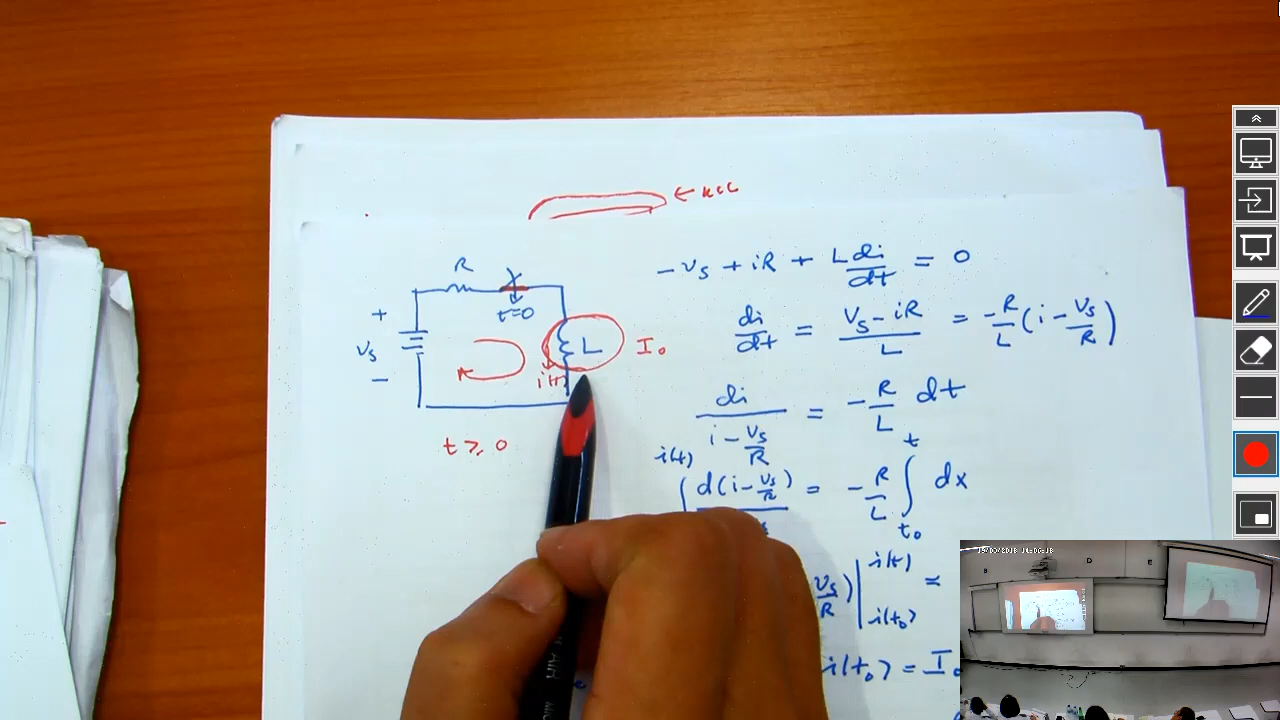 ← KCL
R
t=0
+
Vs
−
L
I₀
i(t)
t ≥ 0
-Vs + iR + L di/dt = 0
di/dt = (Vs - iR)/L = -R/L (i - Vs/R)
di/(i - Vs/R) = -R/L dt
i(t)
t
∫ d(i - Vs/R) = -R/L ∫ dx
t₀
Vs/R) | i(t)
i(t₀)
i(t₀) = I₀
B
D
E